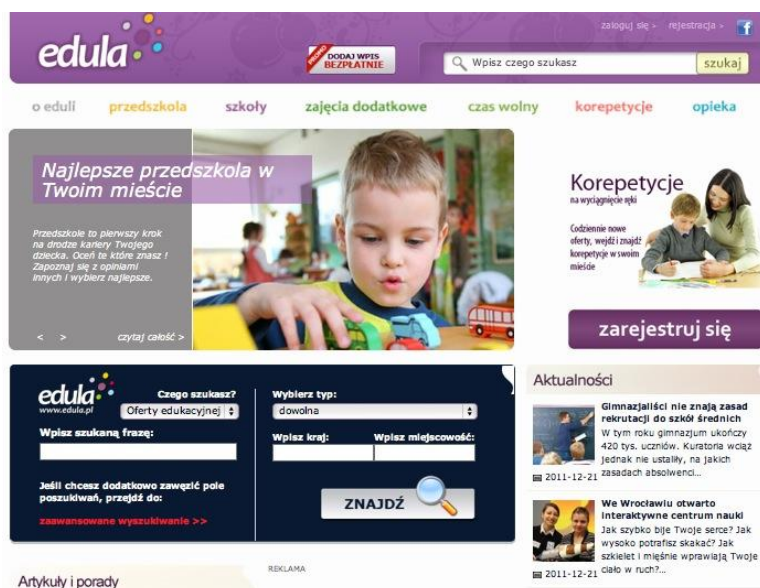 edula
PROMO
DODAJ WPIS
BEZPŁATNIE
zaloguj się >
rejestracja >
f
Wpisz czego szukasz
szukaj
o eduli
przedszkola
szkoły
zajęcia dodatkowe
czas wolny
korepetycje
opieka
Najlepsze przedszkola w
Twoim mieście
Przedszkole to pierwszy krok
na drodze kariery Twojego
dziecka. Oceń te które znasz !
Zapoznaj się z opiniami
innych i wybierz najlepsze.
< >
czytaj całość >
Korepetycje
na wyciągnięcie ręki
Codziennie nowe
oferty, wejdź i znajdź
korepetycje w swoim
mieście
zarejestruj się
edula
www.edula.pl
Czego szukasz?
Oferty edukacyjnej
Wpisz szukaną frazę:
Jeśli chcesz dodatkowo zawęzić pole
poszukiwań, przejdź do:
zaawansowane wyszukiwanie >>
Wybierz typ:
dowolna
Wpisz kraj:
Wpisz miejscowość:
ZNAJDŹ
Aktualności
Gimnazjaliści nie znają zasad
rekrutacji do szkół średnich
W tym roku gimnazjum ukończy
420 tys. uczniów. Kuratoria wciąż
jednak nie ustaliły, na jakich
zasadach absolwenci...
2011-12-21
We Wrocławiu otwarto
interaktywne centrum nauki
Jak szybko bije Twoje serce? Jak
wysoko potrafisz skakać? Jak
szkielet i mięśnie wprawiają Twoje
ciało w ruch?...
2011-12-21
Artykuły i porady
REKLAMA